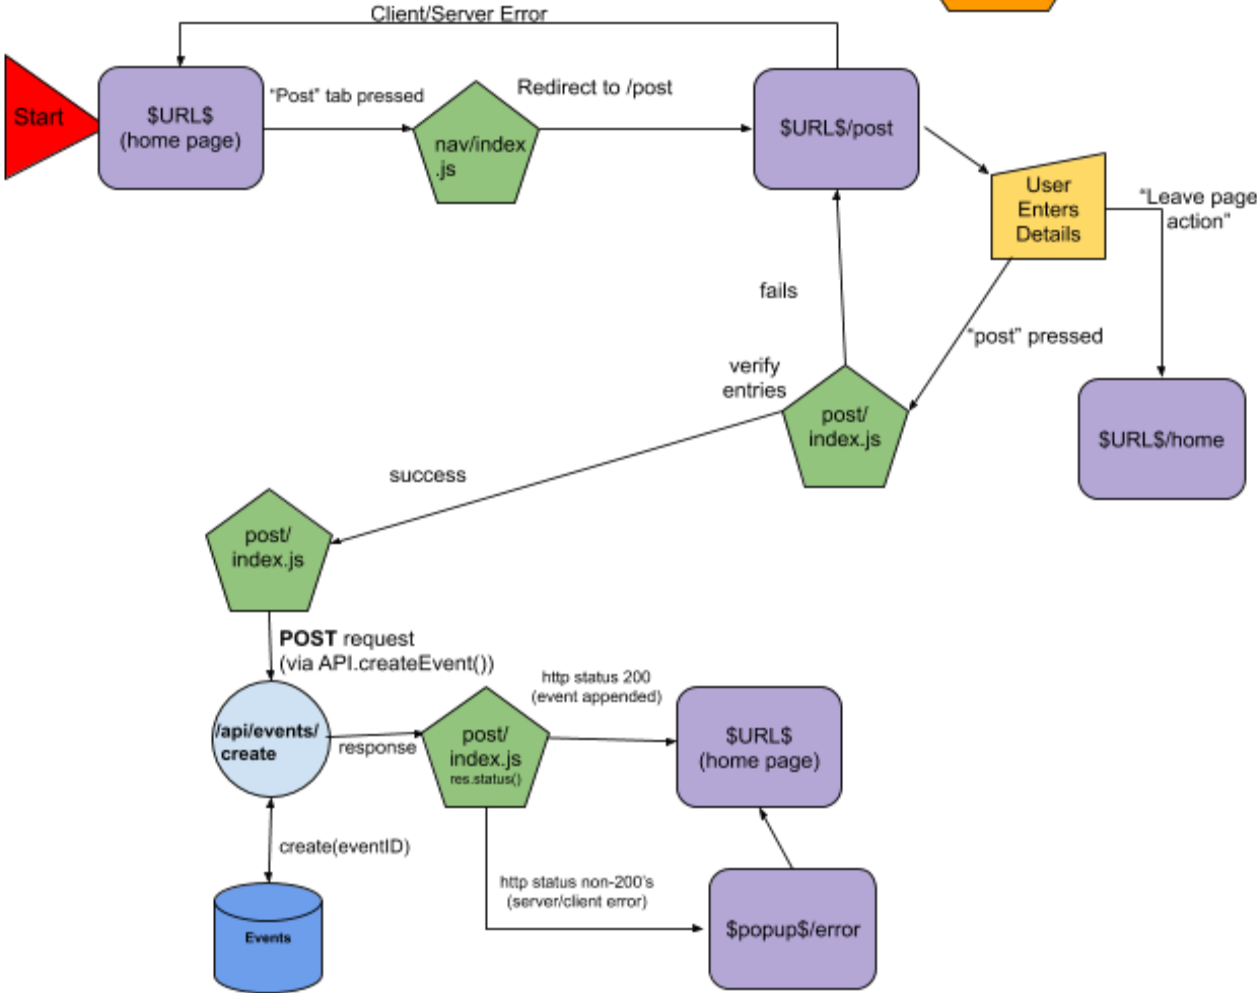 Client/Server Error
Start
$URL$
(home page)
“Post” tab pressed
nav/index
.js
Redirect to /post
$URL$/post
User
Enters
Details
“Leave page
action”
fails
“post” pressed
verify
entries
post/
index.js
$URL$/home
success
post/
index.js
POST request
(via API.createEvent())
/api/events/
create
response
post/
index.js
res.status()
http status 200
(event appended)
$URL$
(home page)
create(eventID)
http status non-200's
(server/client error)
$popup$/error
Events